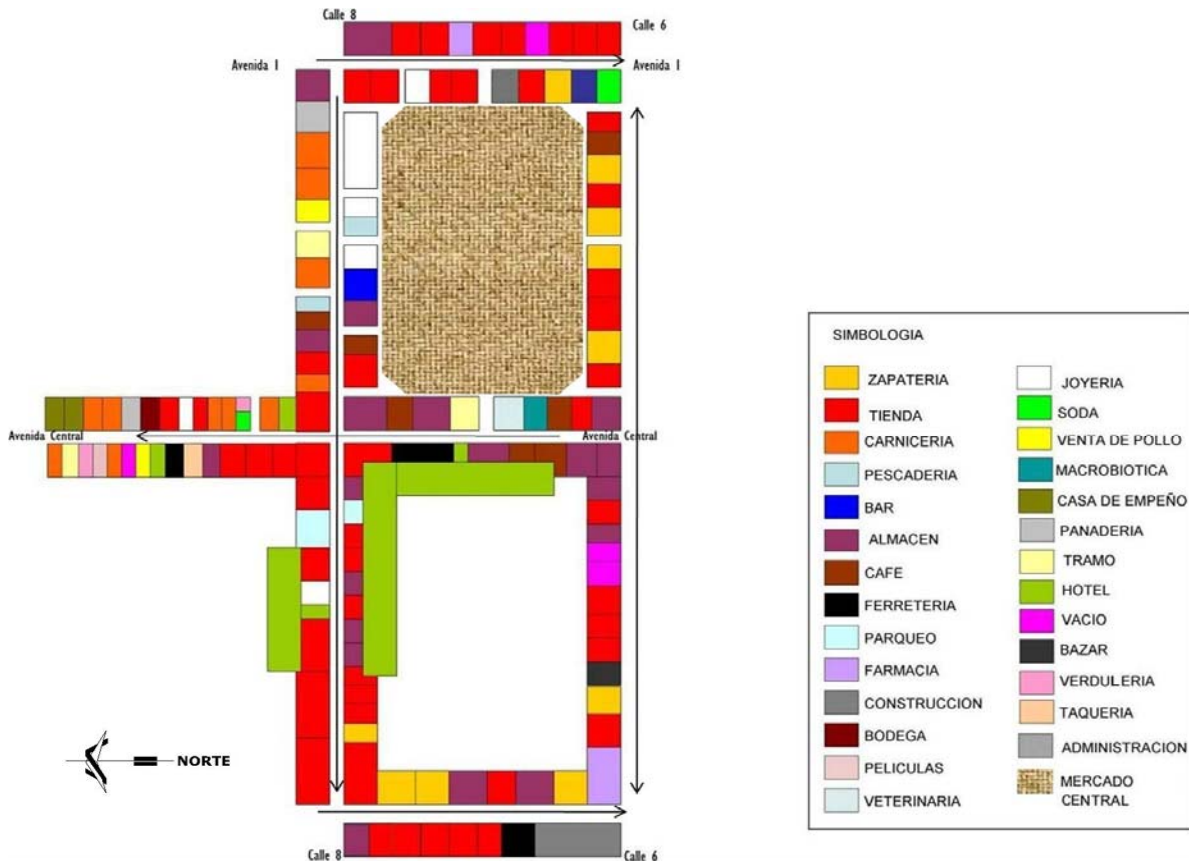 Calle 8
Calle 6
Avenida 1
Avenida 1
Avenida Central
Avenida Central
NORTE
Calle 8
Calle 6
SIMBOLOGIA
ZAPATERIA
TIENDA
CARNICERIA
PESCADERIA
BAR
ALMACEN
CAFE
FERRETERIA
PARQUEO
FARMACIA
CONSTRUCCION
BODEGA
PELICULAS
VETERINARIA
JOYERIA
SODA
VENTA DE POLLO
MACROBIOTICA
CASA DE EMPEÑO
PANADERIA
TRAMO
HOTEL
VACIO
BAZAR
VERDULERIA
TAQUERIA
ADMINISTRACION
MERCADO
CENTRAL